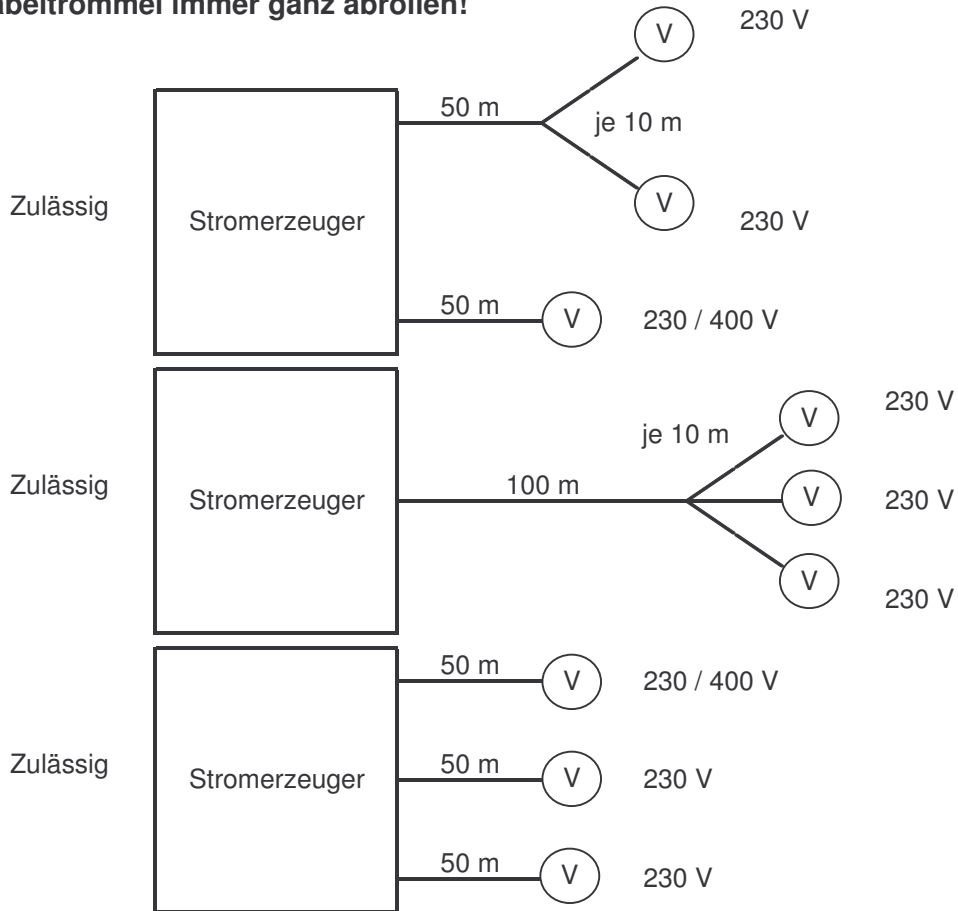 abeltrommel immer ganz abrollen!
V
230 V
50 m
je 10 m
Zulässig
Stromerzeuger
V
230 V
50 m
V
230 / 400 V
V
230 V
je 10 m
Zulässig
Stromerzeuger
100 m
V
230 V
V
230 V
50 m
V
230 / 400 V
Zulässig
Stromerzeuger
50 m
V
230 V
50 m
V
230 V